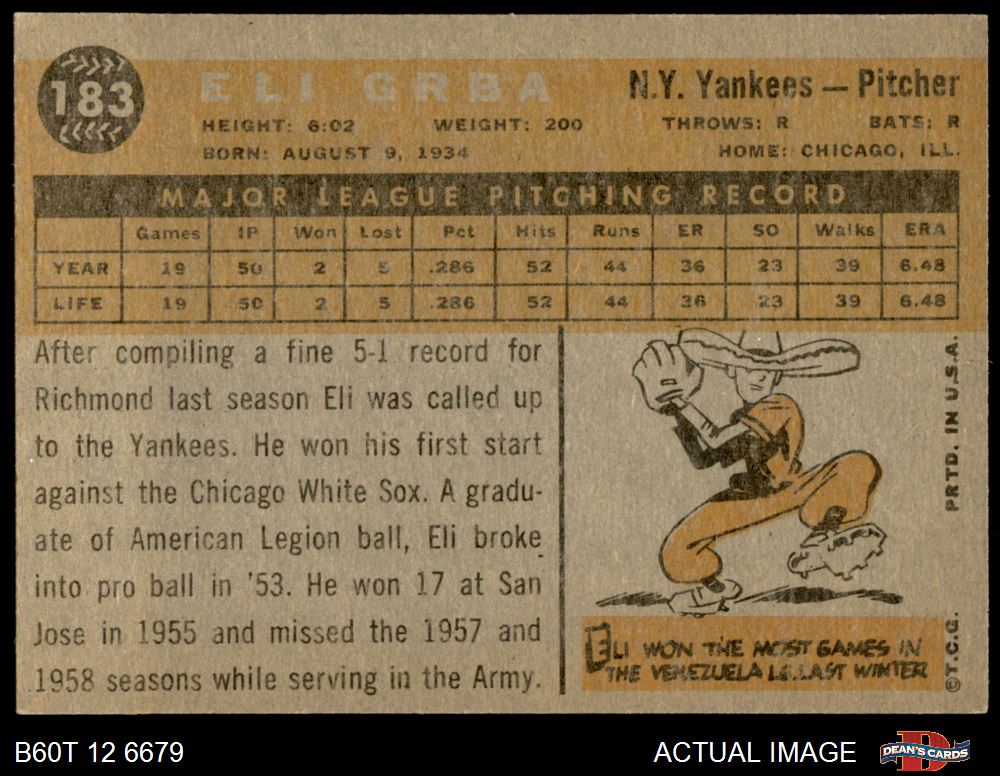 183
ELI GRBA
N.Y. Yankees — Pitcher
HEIGHT: 6:02 WEIGHT: 200 THROWS: R BATS: R
BORN: AUGUST 9, 1934 HOME: CHICAGO, ILL.
MAJOR LEAGUE PITCHING RECORD
Games IP Won Lost Pct Hits Runs ER SO Walks ERA
YEAR 19 50 2 5 .286 52 44 36 23 39 6.48
LIFE 19 50 2 5 .286 52 44 36 23 39 6.48
After compiling a fine 5-1 record for
Richmond last season Eli was called up
to the Yankees. He won his first start
against the Chicago White Sox. A gradu-
ate of American Legion ball, Eli broke
into pro ball in '53. He won 17 at San
Jose in 1955 and missed the 1957 and
1958 seasons while serving in the Army.
ELI WON THE MOST GAMES IN
THE VENEZUELA LG. LAST WINTER
©T.C.G. PRTD. IN U.S.A.
B60T 12 6679 ACTUAL IMAGE DEAN'S CARDS